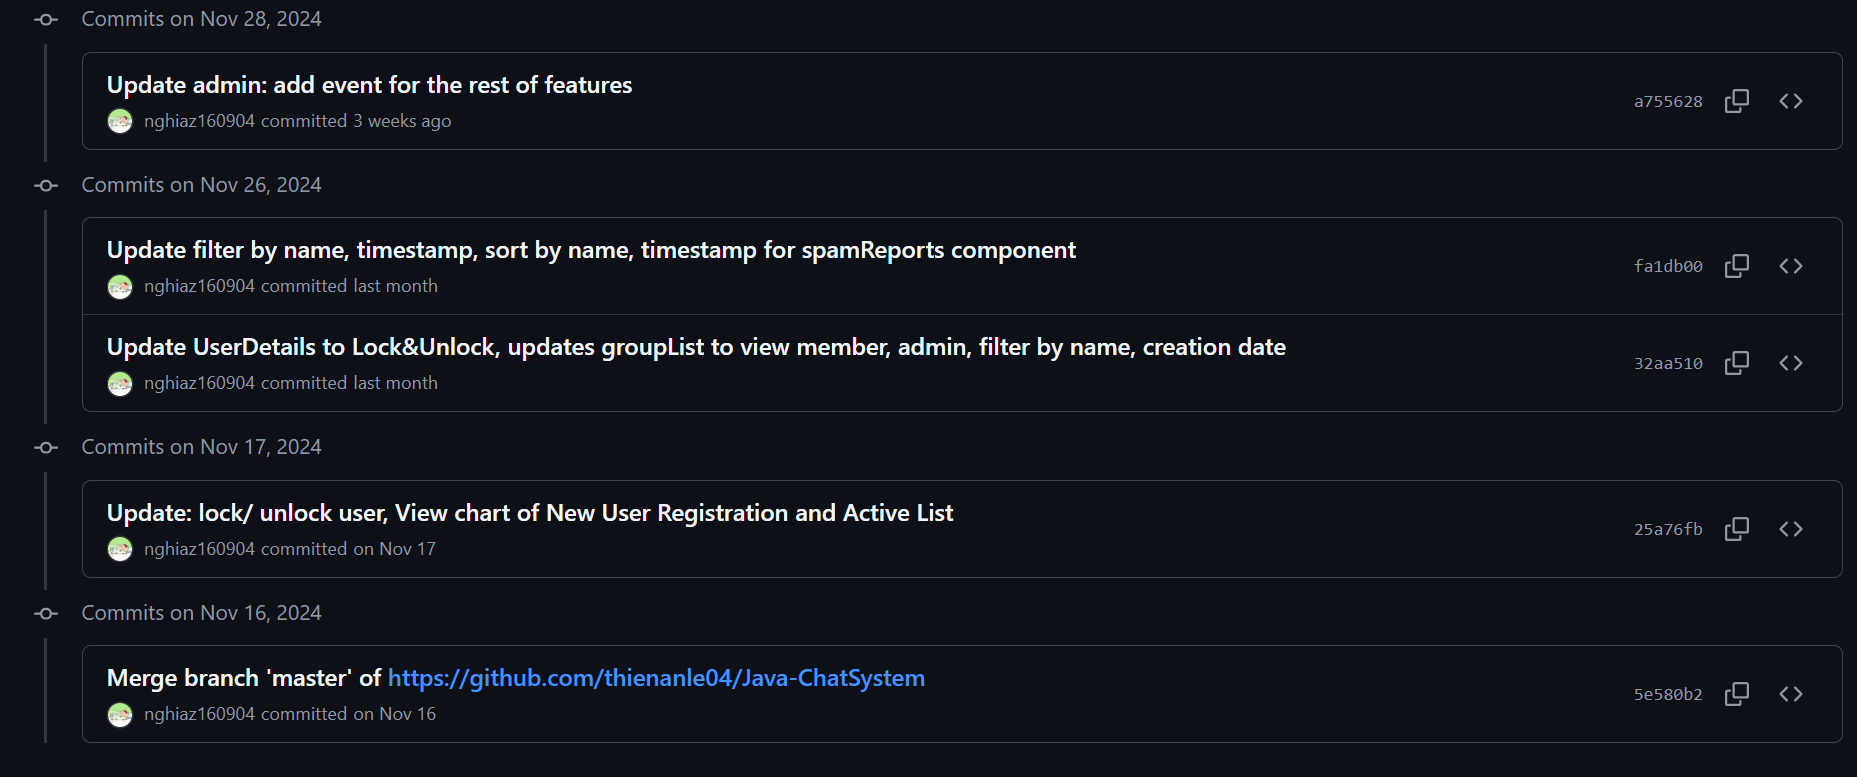 Commits on Nov 28, 2024
Update admin: add event for the rest of features
nghiaz160904 committed 3 weeks ago
a755628
Commits on Nov 26, 2024
Update filter by name, timestamp, sort by name, timestamp for spamReports component
nghiaz160904 committed last month
fa1db00
Update UserDetails to Lock&Unlock, updates groupList to view member, admin, filter by name, creation date
nghiaz160904 committed last month
32aa510
Commits on Nov 17, 2024
Update: lock/ unlock user, View chart of New User Registration and Active List
nghiaz160904 committed on Nov 17
25a76fb
Commits on Nov 16, 2024
Merge branch 'master' of https://github.com/thienanle04/Java-ChatSystem
nghiaz160904 committed on Nov 16
5e580b2